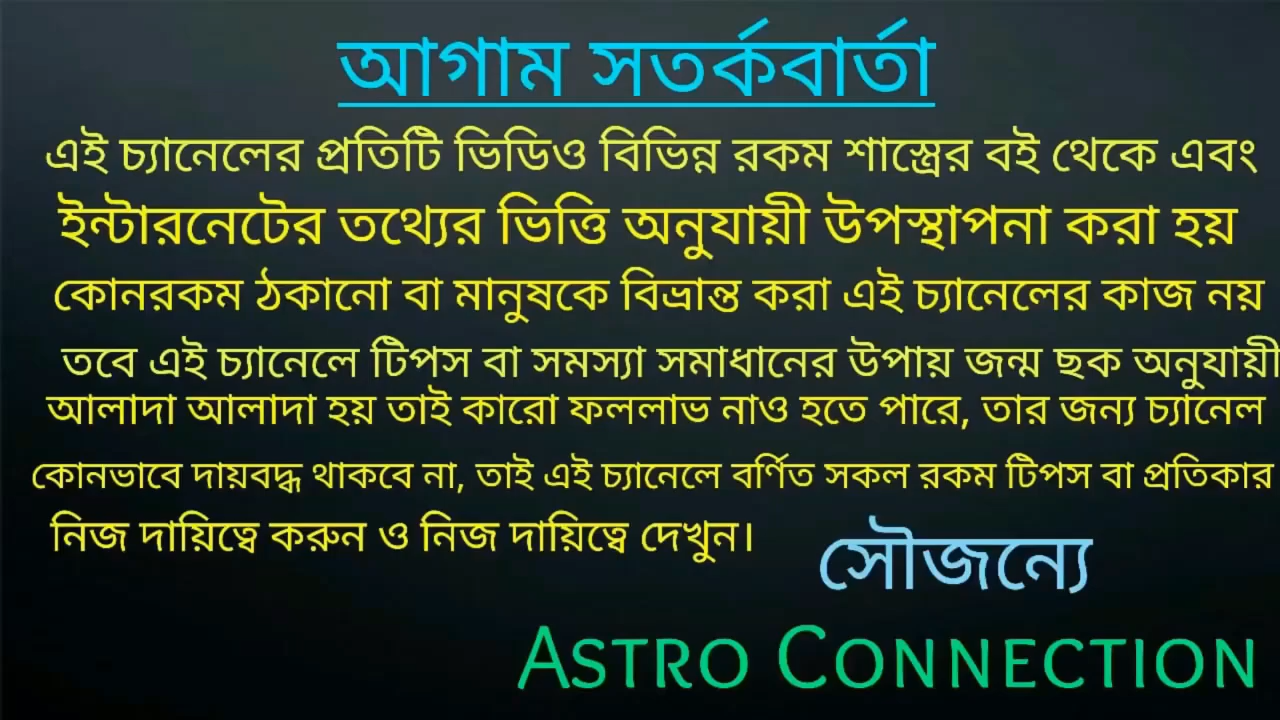 আগাম সতর্কবার্তা
এই চ্যানেলের প্রতিটি ভিডিও বিভিন্ন রকম শাস্ত্রের বই থেকে এবং
ইন্টারনেটের তথ্যের ভিত্তি অনুযায়ী উপস্থাপনা করা হয়
কোনরকম ঠকানো বা মানুষকে বিভ্রান্ত করা এই চ্যানেলের কাজ নয়
তবে এই চ্যানেলে টিপস বা সমস্যা সমাধানের উপায় জন্ম ছক অনুযায়ী
আলাদা আলাদা হয় তাই কারো ফললাভ নাও হতে পারে, তার জন্য চ্যানেল
কোনভাবে দায়বদ্ধ থাকবে না, তাই এই চ্যানেলে বর্ণিত সকল রকম টিপস বা প্রতিকার
নিজ দায়িত্বে করুন ও নিজ দায়িত্বে দেখুন।
সৌজন্যে
ASTRO CONNECTION